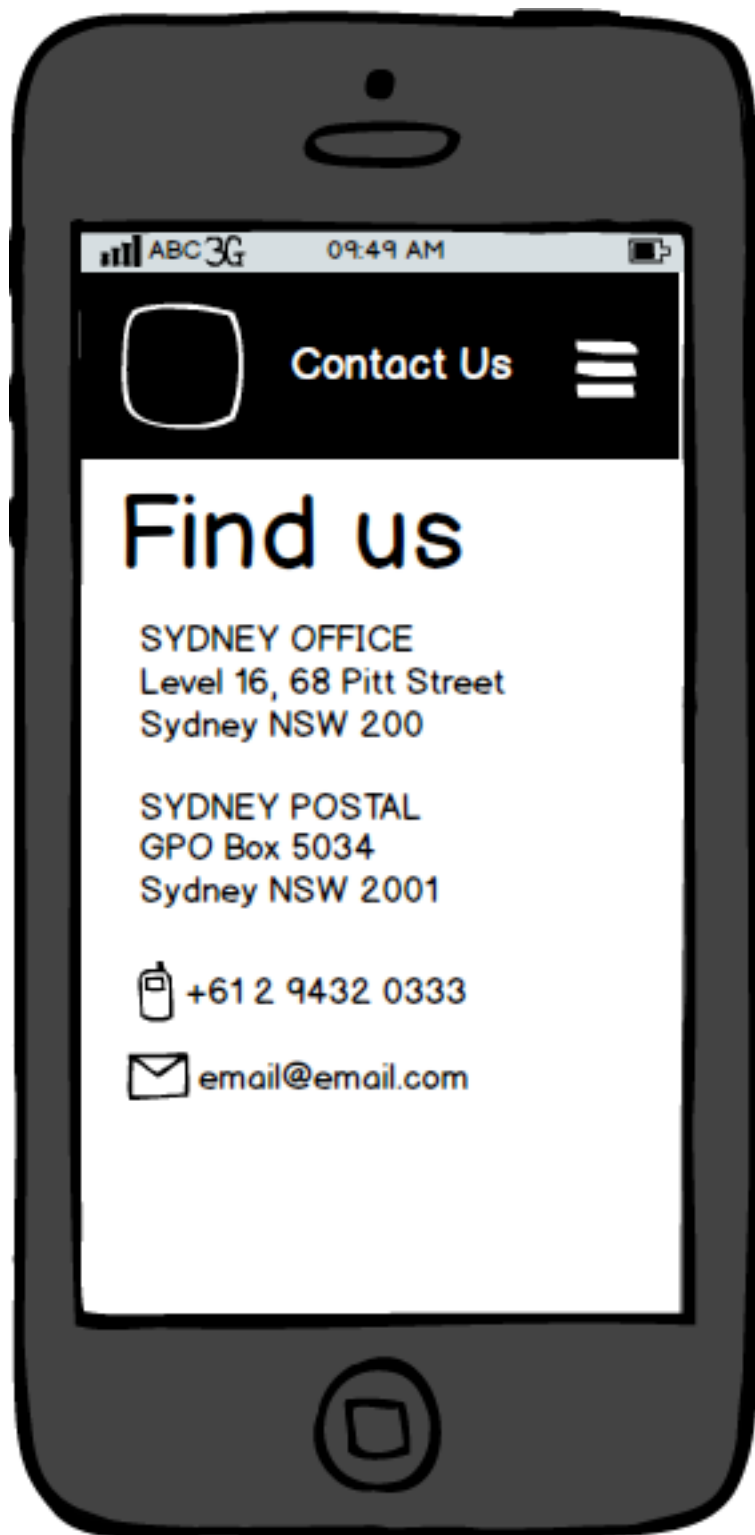 ABC 3G 09:49 AM
Contact Us
Find us
SYDNEY OFFICE
Level 16, 68 Pitt Street
Sydney NSW 200
SYDNEY POSTAL
GPO Box 5034
Sydney NSW 2001
+61 2 9432 0333
email@email.com